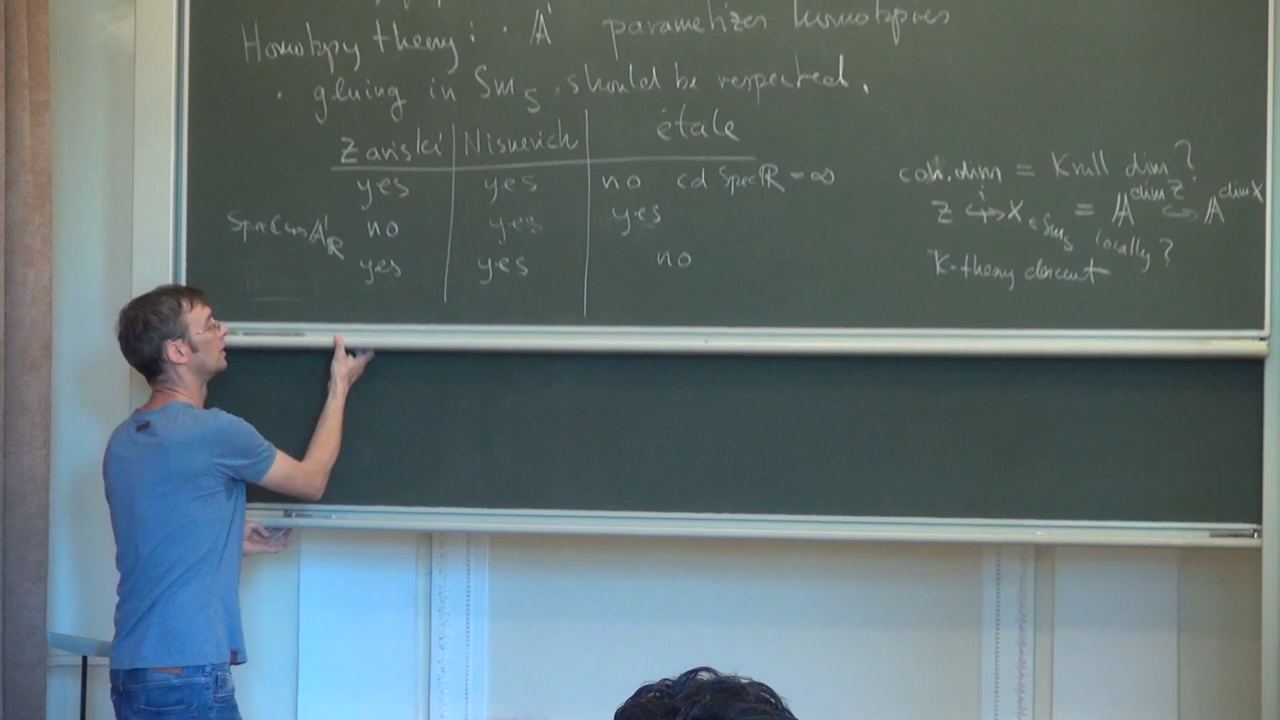 Homotopy theory: · 𝔸¹ parametrizes homotopies
· gluing in Sm_S should be respected.
Zariski Nisnevich étale
yes yes no cd Spec ℝ = ∞ coh. dim = Krull dim?
Spec ℂ ↪ 𝔸¹_ℝ no yes yes Z ↪^i X ∈ Sm_S = 𝔸^{dim Z} ↪ 𝔸^{dim X} locally?
yes yes no K-theory descent